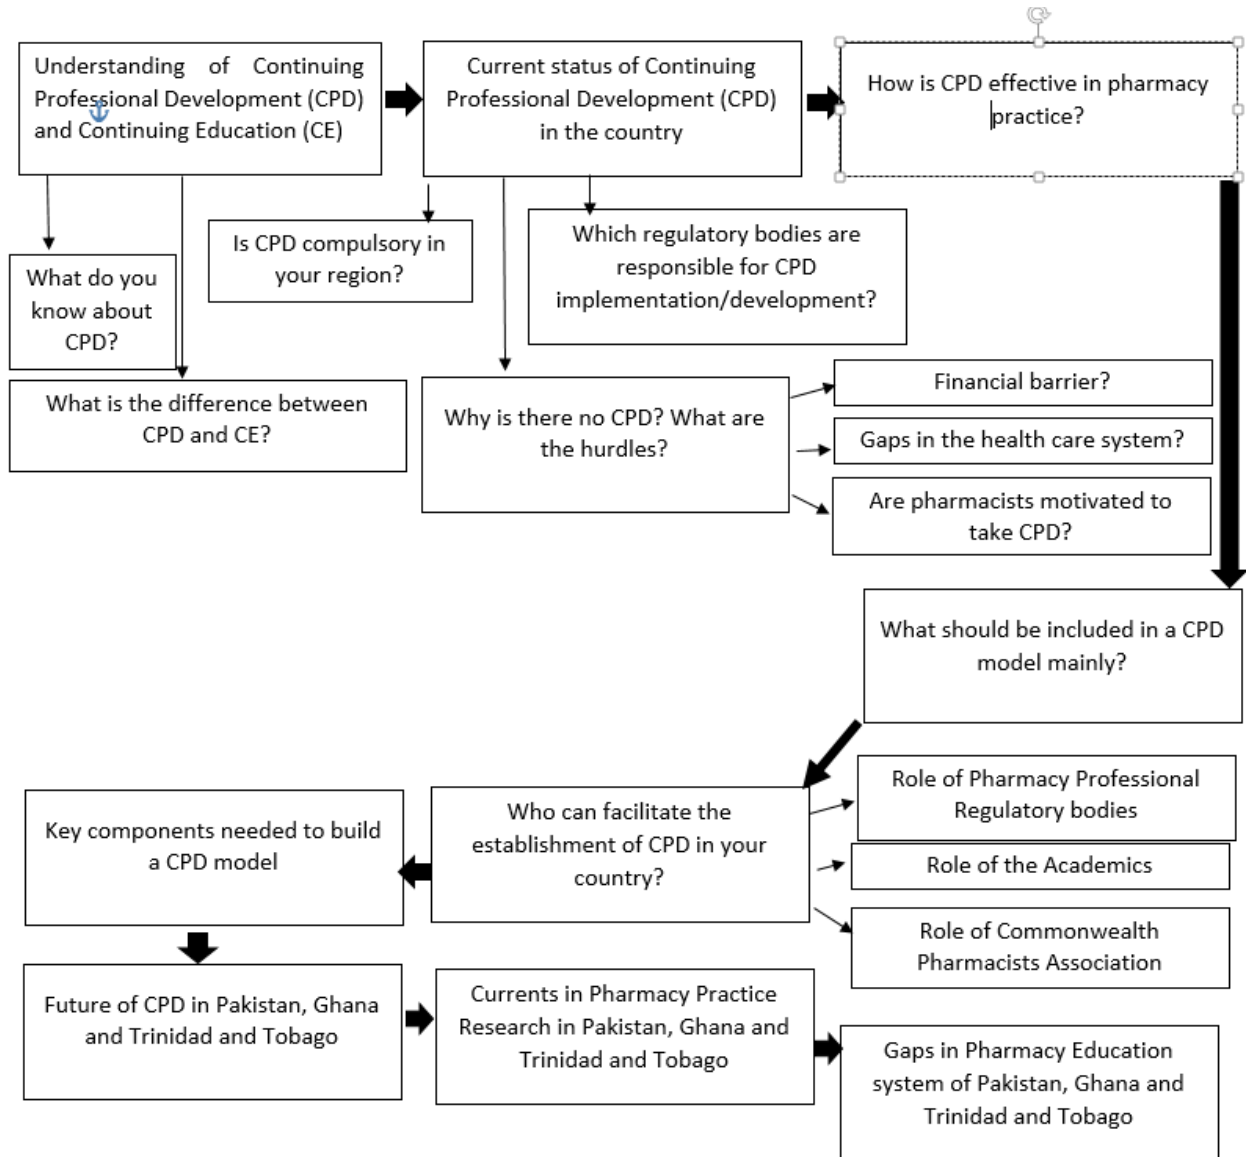 Understanding of Continuing
Professional Development (CPD)
and Continuing Education (CE)
Current status of Continuing
Professional Development (CPD)
in the country
How is CPD effective in pharmacy
practice?
What do you
know about
CPD?
Is CPD compulsory in
your region?
Which regulatory bodies are
responsible for CPD
implementation/development?
What is the difference between
CPD and CE?
Why is there no CPD? What are
the hurdles?
Financial barrier?
Gaps in the health care system?
Are pharmacists motivated to
take CPD?
What should be included in a CPD
model mainly?
Who can facilitate the
establishment of CPD in your
country?
Role of Pharmacy Professional
Regulatory bodies
Role of the Academics
Role of Commonwealth
Pharmacists Association
Key components needed to build
a CPD model
Future of CPD in Pakistan, Ghana
and Trinidad and Tobago
Currents in Pharmacy Practice
Research in Pakistan, Ghana and
Trinidad and Tobago
Gaps in Pharmacy Education
system of Pakistan, Ghana and
Trinidad and Tobago